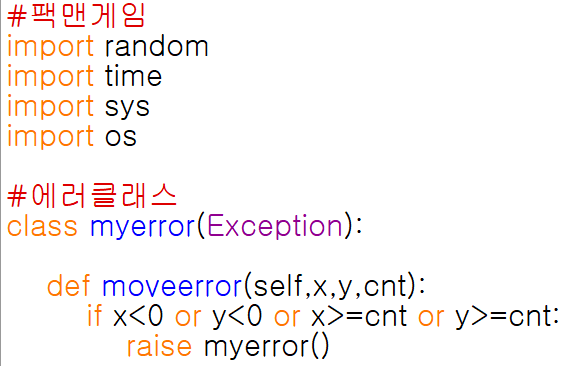 #팩맨게임
import random
import time
import sys
import os
#에러클래스
class myerror(Exception):
def moveerror(self,x,y,cnt):
if x<0 or y<0 or x>=cnt or y>=cnt:
raise myerror()